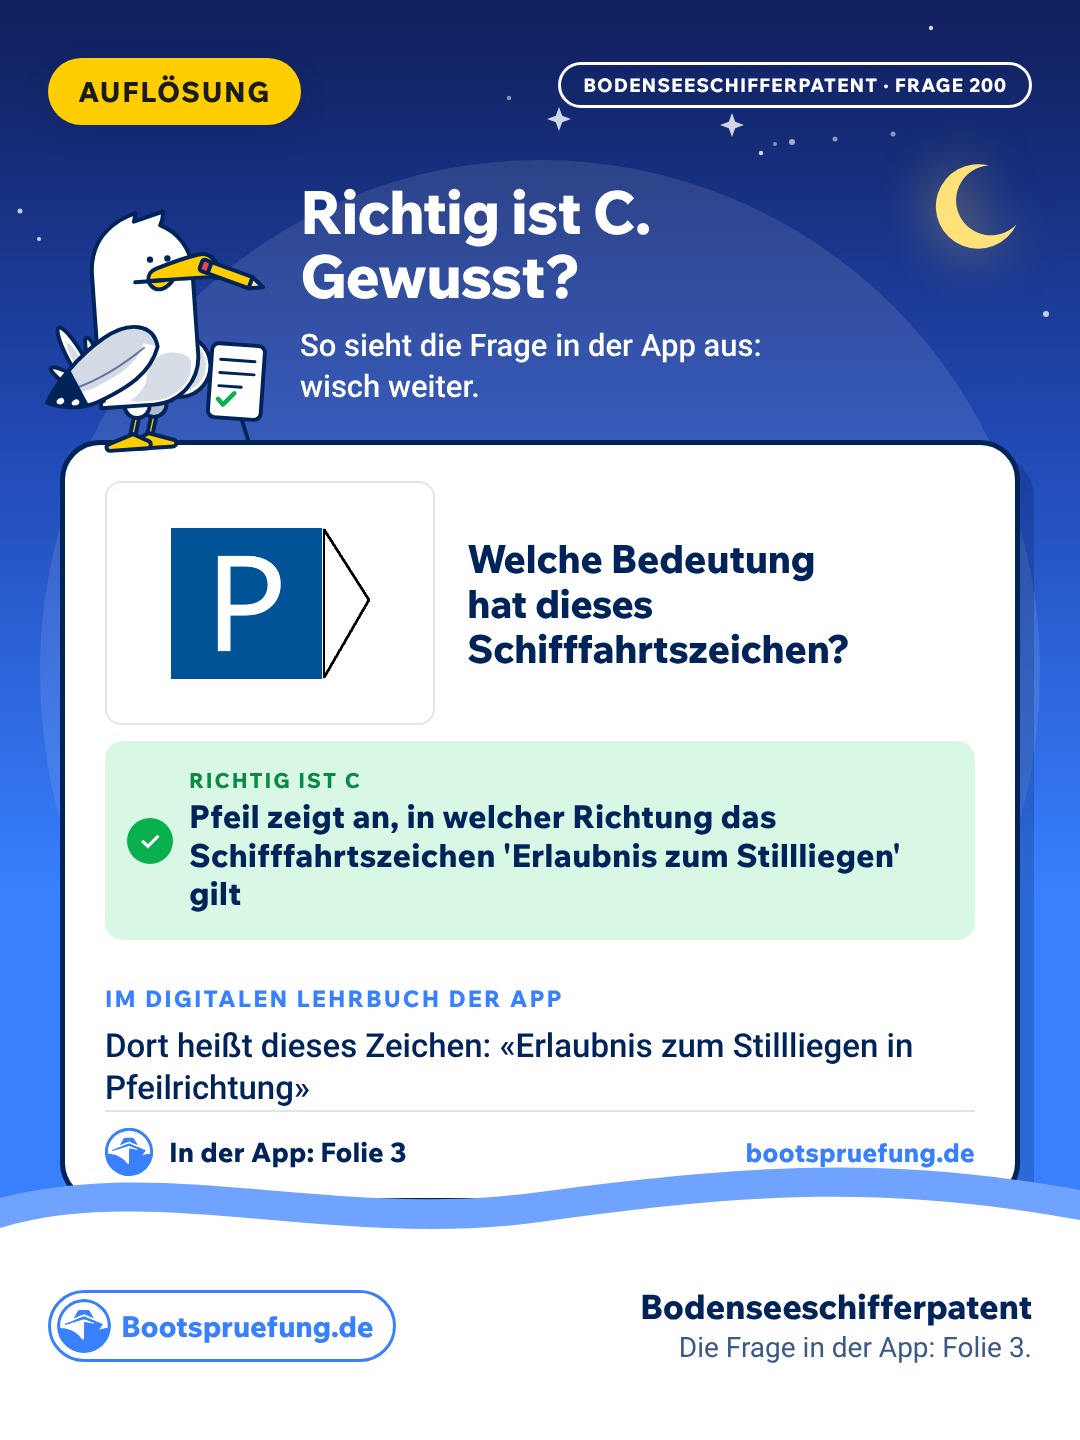 AUFLÖSUNG
BODENSEESCHIFFERPATENT · FRAGE 200
Richtig ist C.
Gewusst?
So sieht die Frage in der App aus:
wisch weiter.
P
Welche Bedeutung
hat dieses
Schifffahrtszeichen?
RICHTIG IST C
Pfeil zeigt an, in welcher Richtung das
Schifffahrtszeichen 'Erlaubnis zum Stillliegen'
gilt
IM DIGITALEN LEHRBUCH DER APP
Dort heißt dieses Zeichen: «Erlaubnis zum Stillliegen in
Pfeilrichtung»
In der App: Folie 3
bootspruefung.de
Bootspruefung.de
Bodenseeschifferpatent
Die Frage in der App: Folie 3.